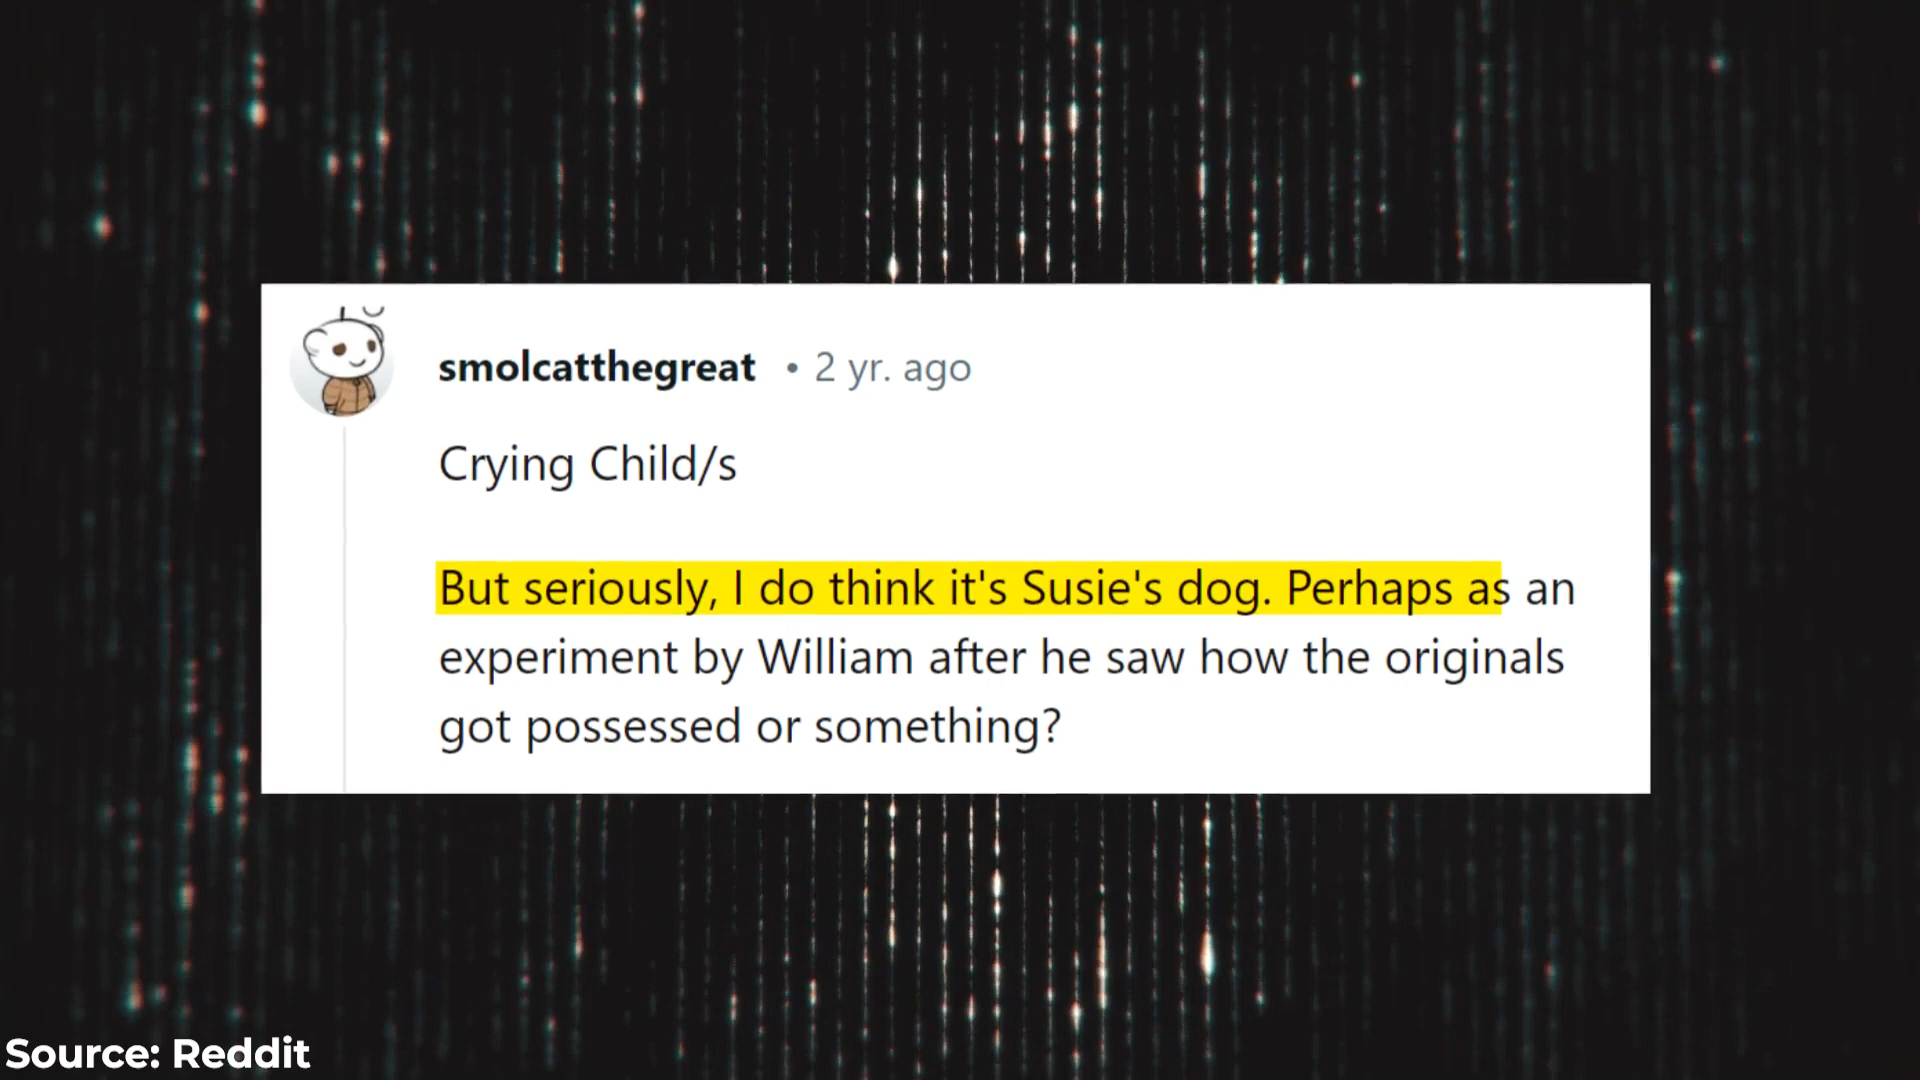 smolcatthegreat • 2 yr. ago
Crying Child/s
But seriously, I do think it's Susie's dog. Perhaps as an
experiment by William after he saw how the originals
got possessed or something?
Source: Reddit